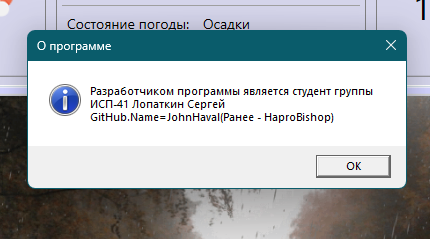 Состояние погоды: Осадки
1
О программе
Разработчиком программы является студент группы
ИСП-41 Лопаткин Сергей
GitHub.Name=JohnHaval(Ранее - HaproBishop)
OK